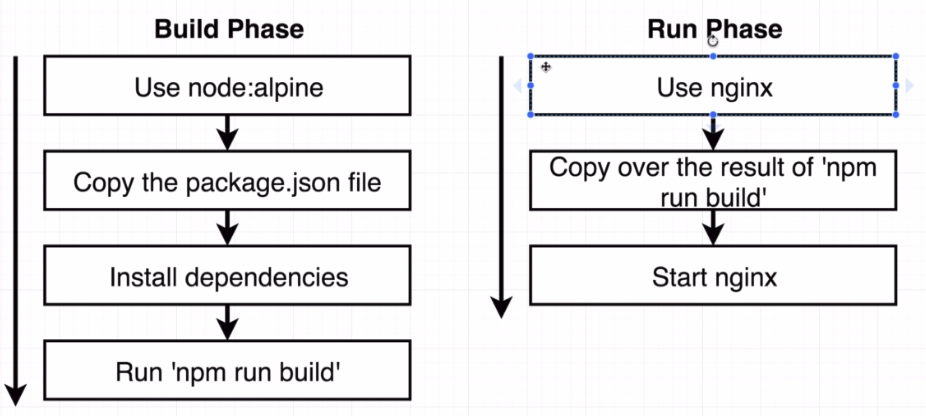 Build Phase
Use node:alpine
Copy the package.json file
Install dependencies
Run 'npm run build'
Run Phase
Use nginx
Copy over the result of 'npm
run build'
Start nginx